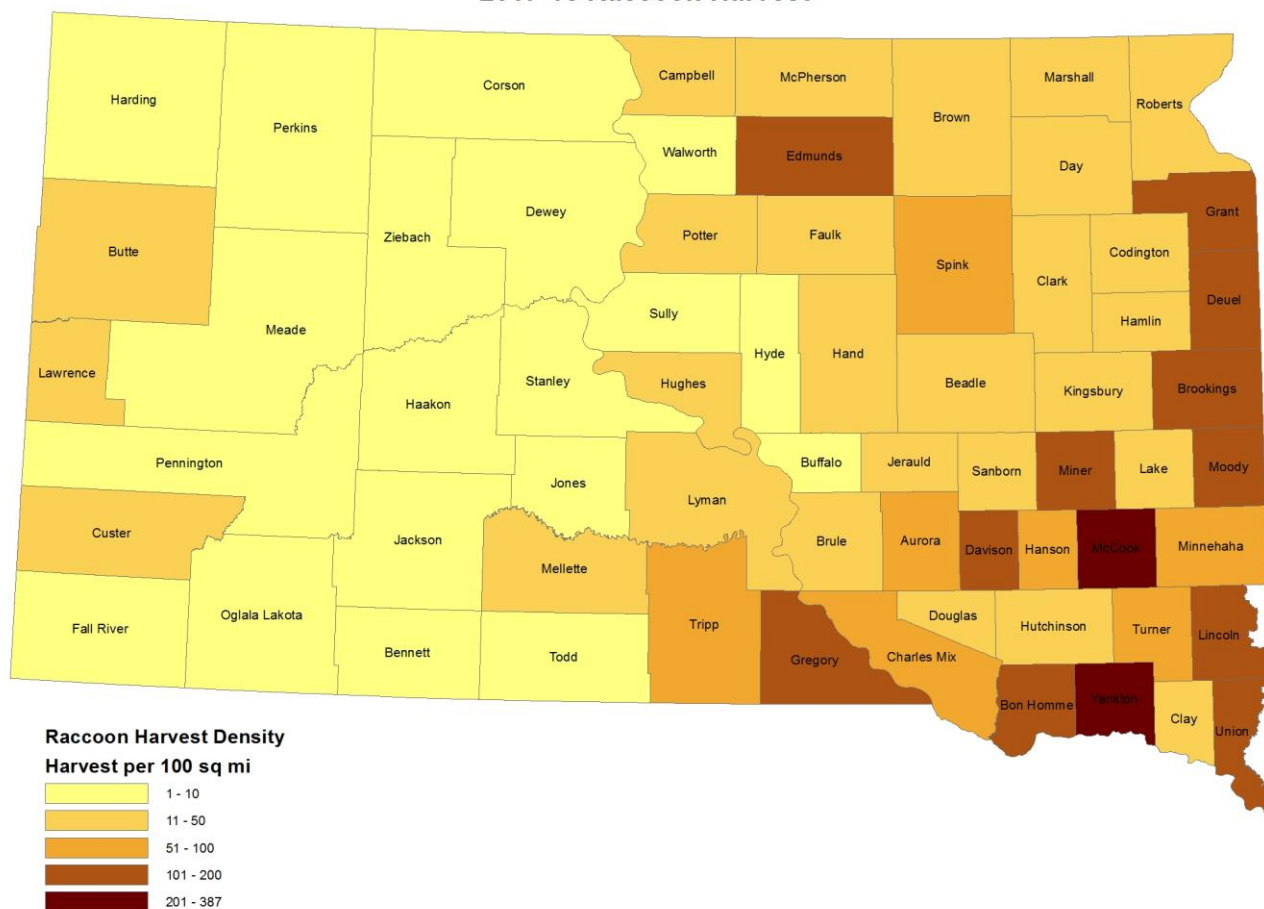 Harding
Perkins
Corson
Campbell
McPherson
Brown
Marshall
Roberts
Walworth
Edmunds
Day
Grant
Butte
Ziebach
Dewey
Potter
Faulk
Spink
Clark
Codington
Deuel
Hamlin
Meade
Sully
Hyde
Hand
Lawrence
Haakon
Stanley
Hughes
Beadle
Kingsbury
Brookings
Pennington
Jones
Lyman
Buffalo
Jerauld
Sanborn
Miner
Lake
Moody
Custer
Jackson
Mellette
Brule
Aurora
Davison
Hanson
McCook
Minnehaha
Fall River
Oglala Lakota
Bennett
Todd
Tripp
Gregory
Charles Mix
Douglas
Hutchinson
Turner
Lincoln
Bon Homme
Yankton
Clay
Union
Raccoon Harvest Density
Harvest per 100 sq mi
1 - 10
11 - 50
51 - 100
101 - 200
201 - 387